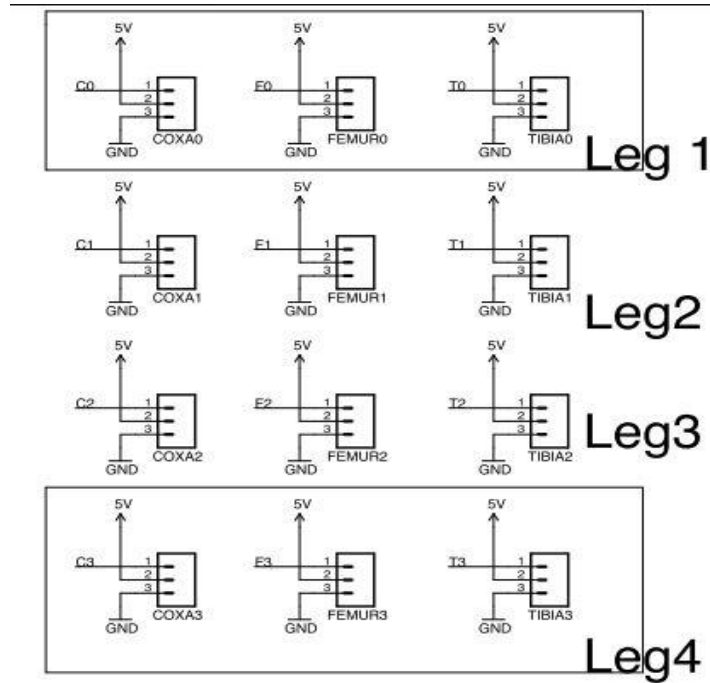 5V 5V 5V
C0 1 F0 1 T0 1
2 2 2
3 3 3
COXA0 FEMUR0 TIBIA0
GND GND GND
Leg 1
5V 5V 5V
C1 1 F1 1 T1 1
2 2 2
3 3 3
COXA1 FEMUR1 TIBIA1
GND GND GND
Leg2
5V 5V 5V
C2 1 F2 1 T2 1
2 2 2
3 3 3
COXA2 FEMUR2 TIBIA2
GND GND GND
Leg3
5V 5V 5V
C3 1 F3 1 T3 1
2 2 2
3 3 3
COXA3 FEMUR3 TIBIA3
GND GND GND
Leg4